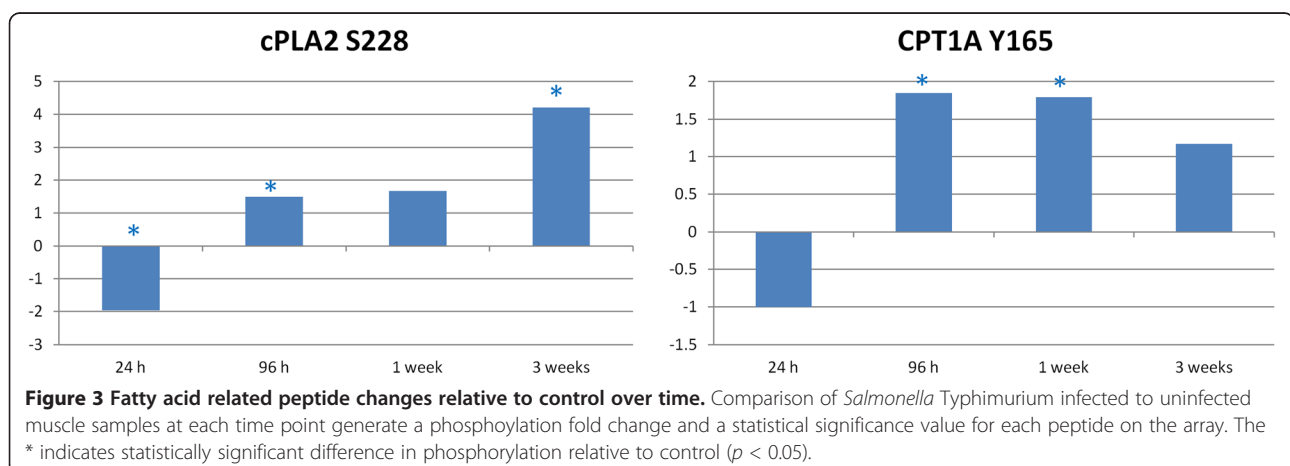 cPLA2 S228
5
4
3
2
1
0
-1
-2
-3
*
*
*
24 h
96 h
1 week
3 weeks
CPT1A Y165
2
1.5
1
0.5
0
-0.5
-1
-1.5
*
*
24 h
96 h
1 week
3 weeks
Figure 3 Fatty acid related peptide changes relative to control over time. Comparison of Salmonella Typhimurium infected to uninfected
muscle samples at each time point generate a phosphoylation fold change and a statistical significance value for each peptide on the array. The
* indicates statistically significant difference in phosphorylation relative to control (p < 0.05).